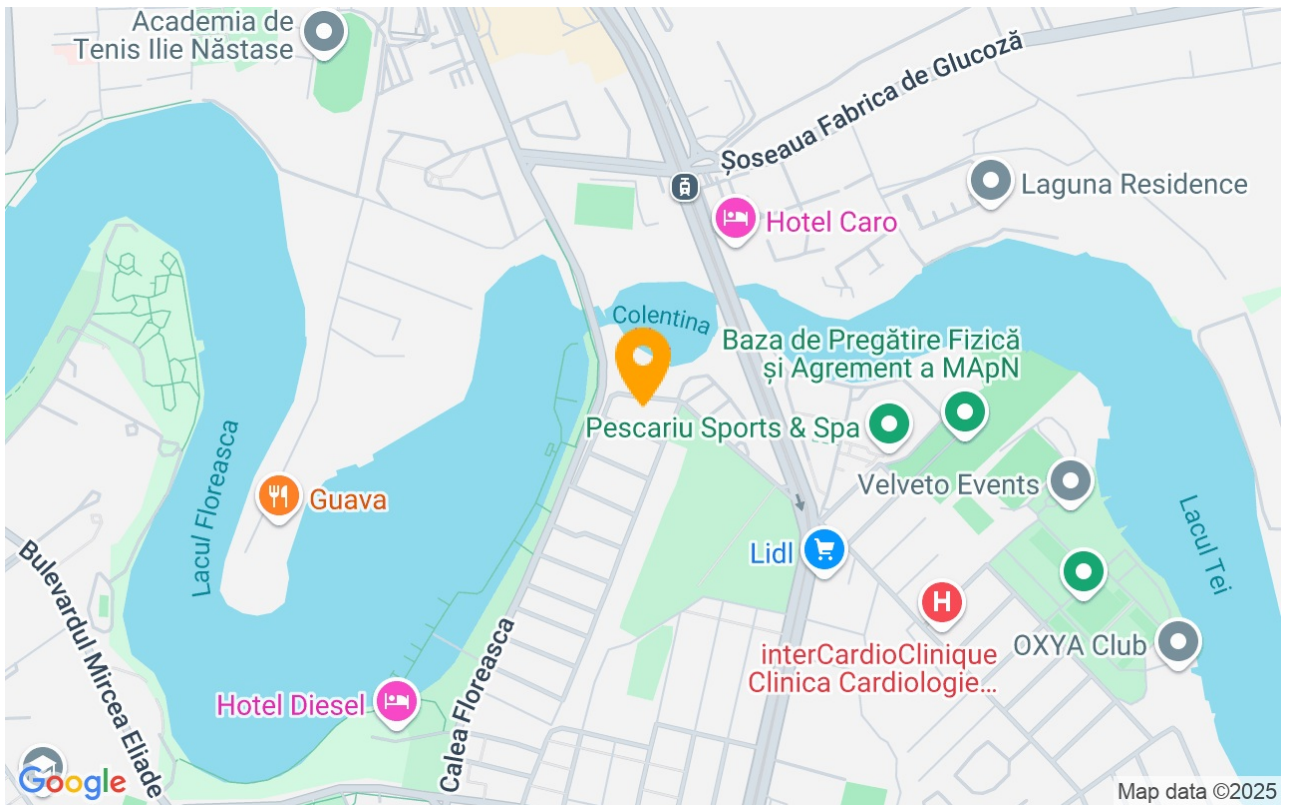 Academia de
Tenis Ilie Năstase
Șoseaua Fabrica de Glucoză
Laguna Residence
Hotel Caro
Colentina
Baza de Pregătire Fizică
și Agrement a MApN
Pescariu Sports & Spa
Velveto Events
Guava
Lacul Floreasca
Lacul Tei
Lidl
H
Bulevardul Mircea Eliade
Calea Floreasca
interCardioClinique
Clinica Cardiologie...
OXYA Club
Hotel Diesel
Google
Map data ©2025